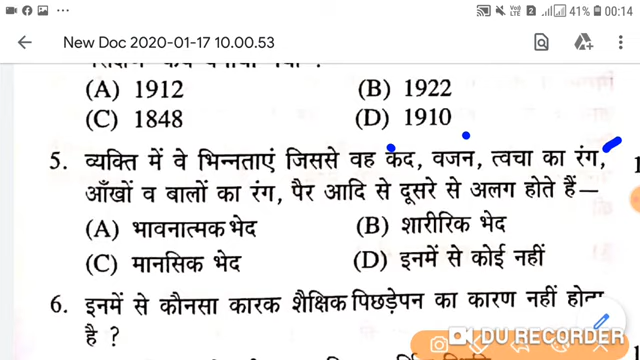 41% 00:14
New Doc 2020-01-17 10.00.53
(A) 1912 (B) 1922
(C) 1848 (D) 1910
5. व्यक्ति में वे भिन्नताएं जिससे वह कद, वजन, त्वचा का रंग,
आँखों व बालों का रंग, पैर आदि से दूसरे से अलग होते हैं—
(A) भावनात्मक भेद (B) शारीरिक भेद
(C) मानसिक भेद (D) इनमें से कोई नहीं
6. इनमें से कौनसा कारक शैक्षिक पिछड़ेपन का कारण नहीं होता
है ?
DU RECORDER